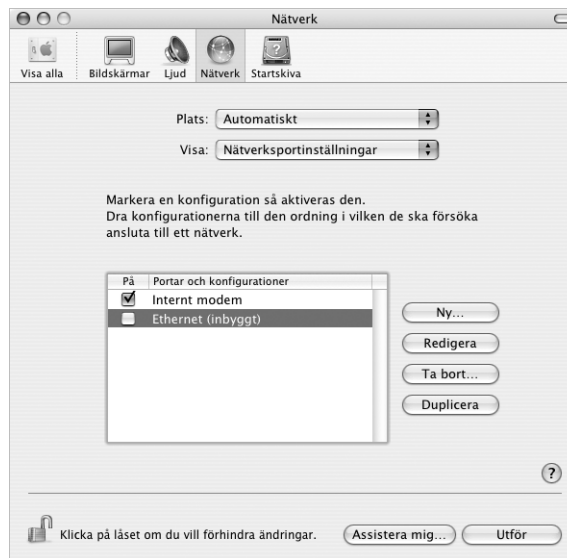 Nätverk
Visa alla
Bildskärmar
Ljud
Nätverk
Startskiva
Plats: Automatiskt
Visa: Nätverksportinställningar
Markera en konfiguration så aktiveras den.
Dra konfigurationerna till den ordning i vilken de ska försöka
ansluta till ett nätverk.
På Portar och konfigurationer
Internt modem
Ethernet (inbyggt)
Ny...
Redigera
Ta bort...
Duplicera
?
Klicka på låset om du vill förhindra ändringar.
Assistera mig...
Utför